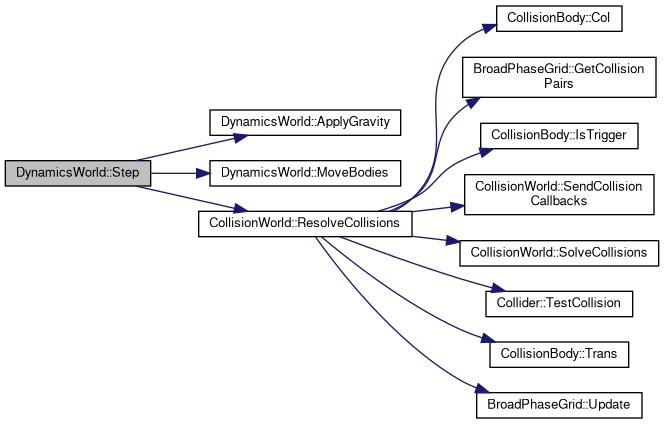 DynamicsWorld::Step
DynamicsWorld::ApplyGravity
DynamicsWorld::MoveBodies
CollisionWorld::ResolveCollisions
CollisionBody::Col
BroadPhaseGrid::GetCollision
Pairs
CollisionBody::IsTrigger
CollisionWorld::SendCollision
Callbacks
CollisionWorld::SolveCollisions
Collider::TestCollision
CollisionBody::Trans
BroadPhaseGrid::Update